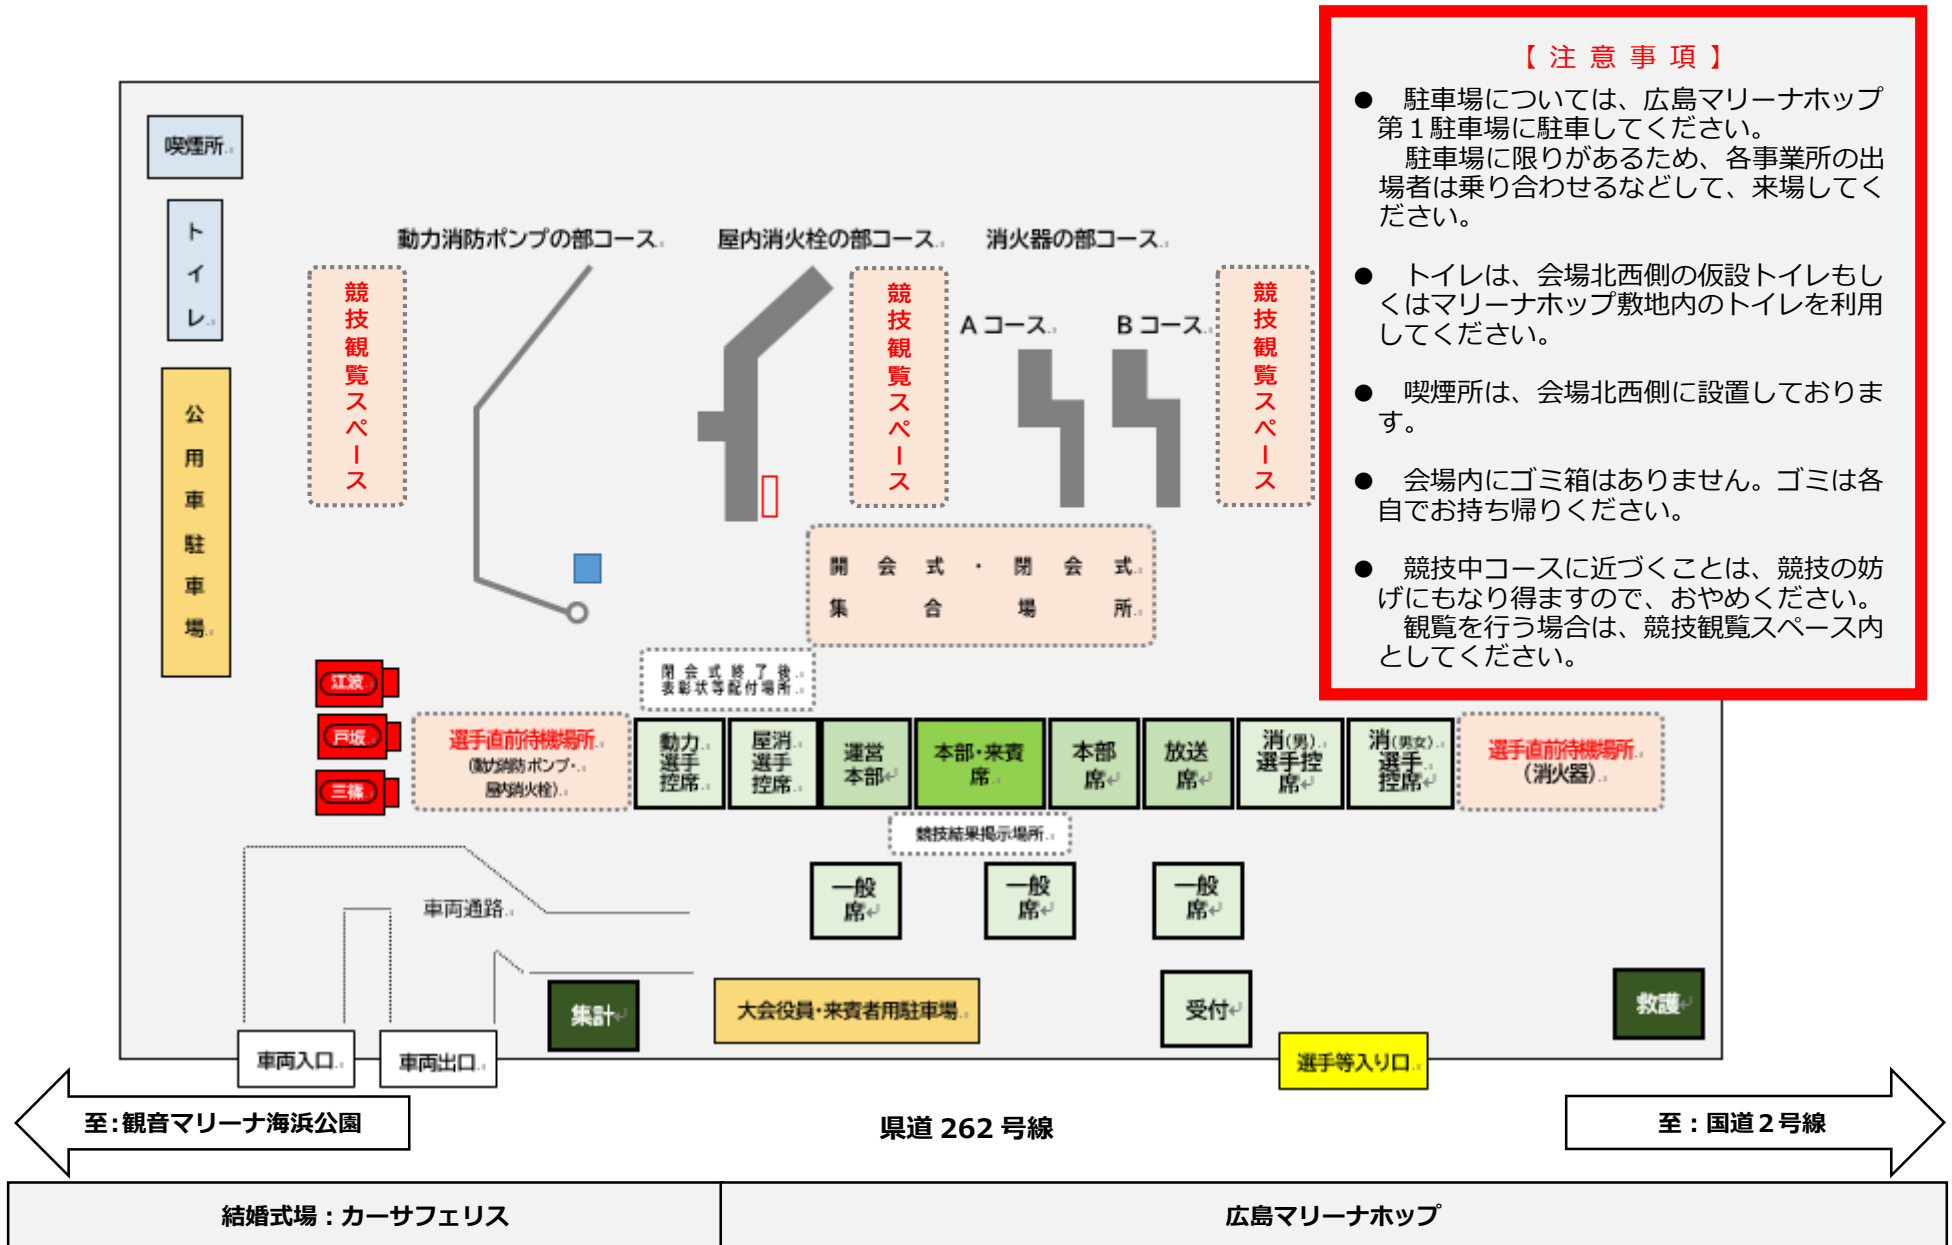 【注意事項】
● 駐車場については、広島マリーナホップ
第1駐車場に駐車してください。
駐車場に限りがあるため、各事業所の出
場者は乗り合わせるなどして、来場してく
ださい。
● トイレは、会場北西側の仮設トイレもし
くはマリーナホップ敷地内のトイレを利用
してください。
● 喫煙所は、会場北西側に設置しておりま
す。
● 会場内にゴミ箱はありません。ゴミは各
自でお持ち帰りください。
● 競技中コースに近づくことは、競技の妨
げにもなり得ますので、おやめください。
観覧を行う場合は、競技観覧スペース内
としてください。
喫煙所
トイレ
公用車駐車場
動力消防ポンプの部コース
屋内消火栓の部コース
消火器の部コース
競技観覧スペース
競技観覧スペース
Aコース
Bコース
競技観覧スペース
開会式・閉会式
集合場所
閉会式終了後
表彰状等配付場所
江波
戸坂
三篠
選手直前待機場所
(動力消防ポンプ・
屋内消火栓)
動力
選手
控席
屋消
選手
控席
運営
本部
本部・来賓
席
本部
席
放送
席
消(男)
選手控
席
消(男女)
選手
控席
選手直前待機場所
(消火器)
競技結果掲示場所
一般
席
一般
席
一般
席
車両通路
集計
大会役員・来賓者用駐車場
受付
救護
車両入口
車両出口
選手等入り口
至:観音マリーナ海浜公園
県道 262 号線
至:国道2号線
結婚式場:カーサフェリス
広島マリーナホップ